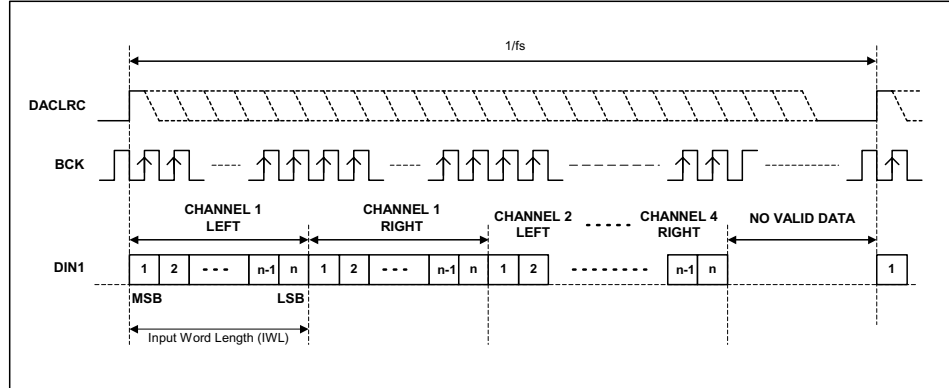 1/fs
DACLRC
BCK
CHANNEL 1
LEFT
CHANNEL 1
RIGHT
CHANNEL 2
LEFT
CHANNEL 4
RIGHT
NO VALID DATA
DIN1
1 2 n-1 n 1 2 n-1 n 1 2 n-1 n 1
MSB LSB
Input Word Length (IWL)